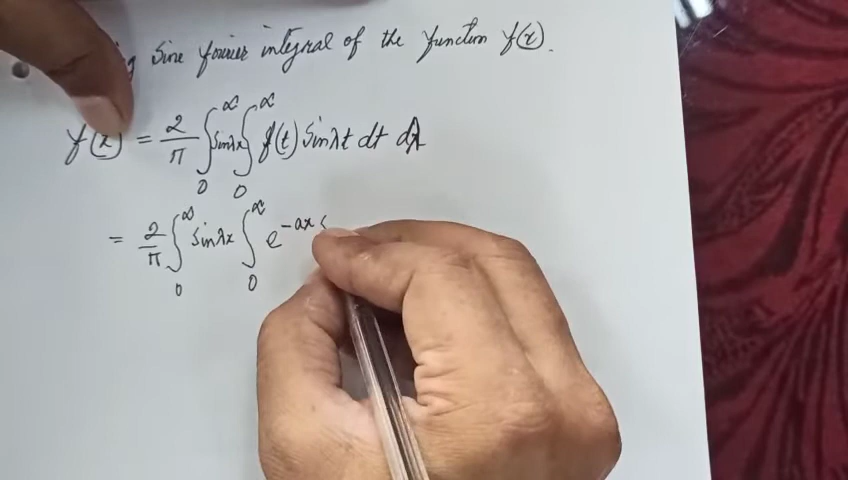 Sine fourier integral of the function f(x).
f(x) = 2/π ∫₀^∞ sinλx ∫₀^∞ f(t) sinλt dt dλ
= 2/π ∫₀^∞ sinλx ∫₀^∞ e^-ax S